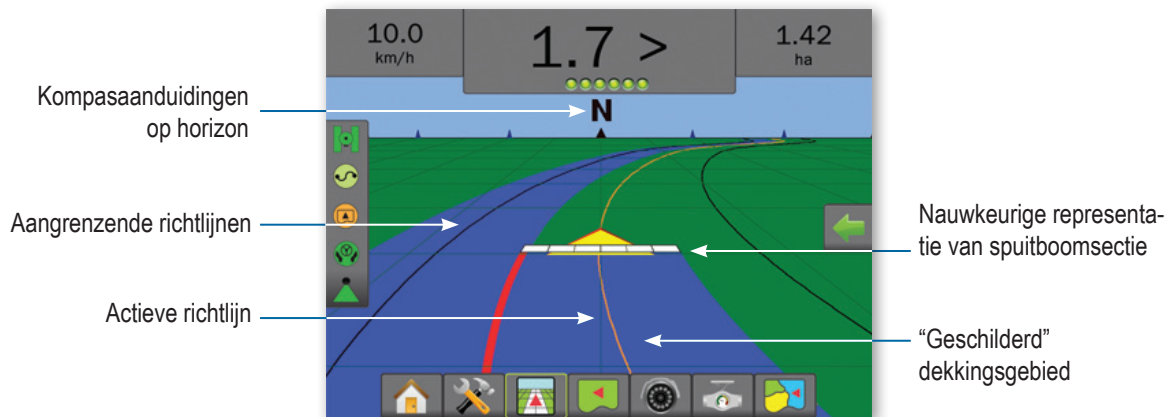 10.0
km/h
1.7 >
1.42
ha
N
Kompasaanduidingen
op horizon
Aangrenzende richtlijnen
Actieve richtlijn
Nauwkeurige representa-
tie van spuitboomsectie
“Geschilderd”
dekkingsgebied